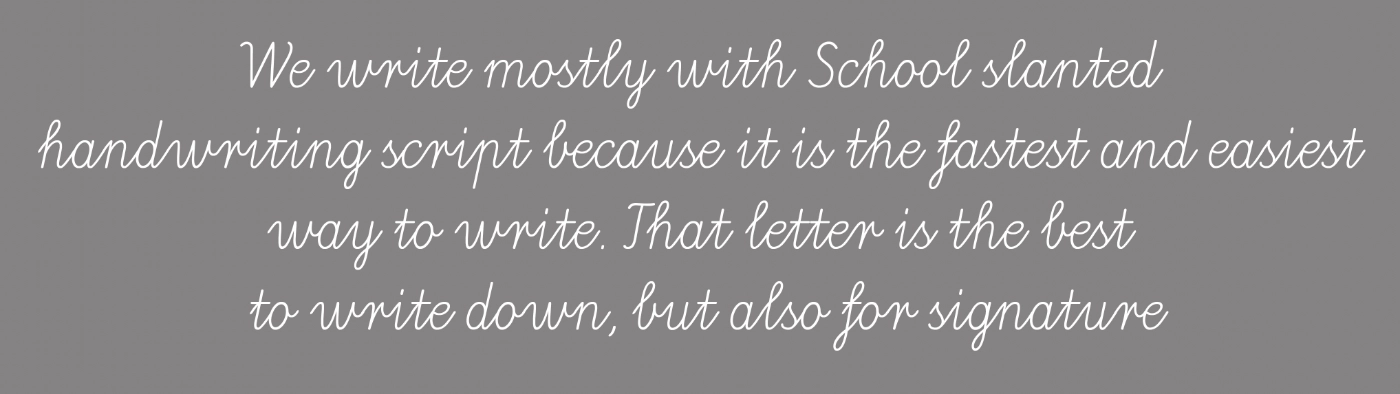 We write mostly with School slanted
handwriting script because it is the fastest and easiest
way to write. That letter is the best
to write down, but also for signature